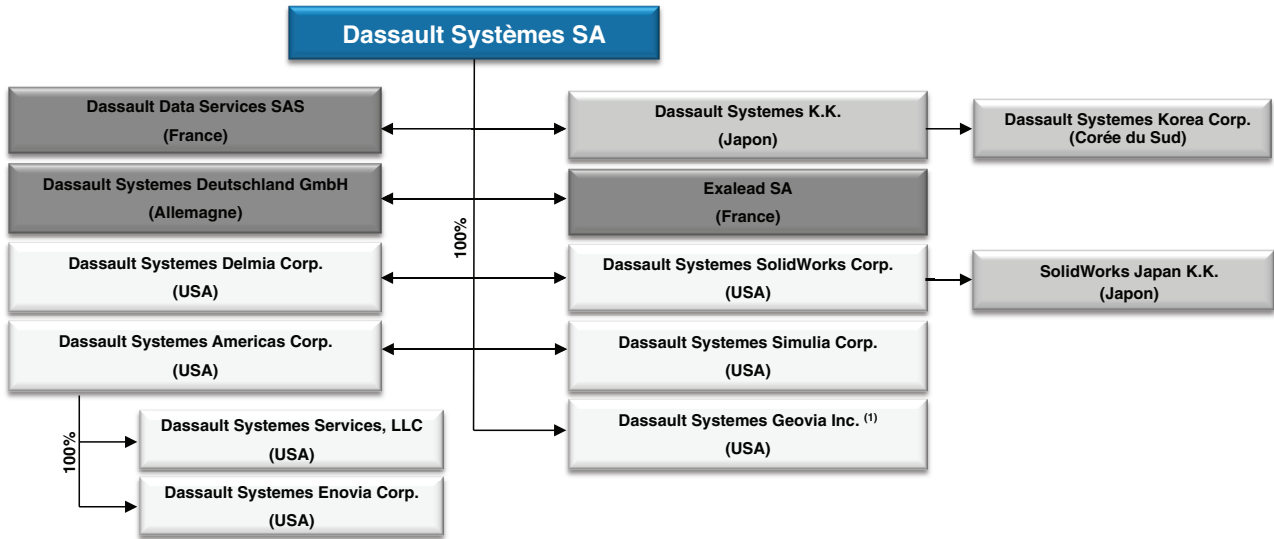 Dassault Systèmes SA
Dassault Data Services SAS
(France)
Dassault Systemes K.K.
(Japon)
Dassault Systemes Korea Corp.
(Corée du Sud)
Dassault Systemes Deutschland GmbH
(Allemagne)
Exalead SA
(France)
100%
Dassault Systemes Delmia Corp.
(USA)
Dassault Systemes SolidWorks Corp.
(USA)
SolidWorks Japan K.K.
(Japon)
Dassault Systemes Americas Corp.
(USA)
Dassault Systemes Simulia Corp.
(USA)
Dassault Systemes Geovia Inc. (1)
(USA)
100%
Dassault Systemes Services, LLC
(USA)
Dassault Systemes Enovia Corp.
(USA)